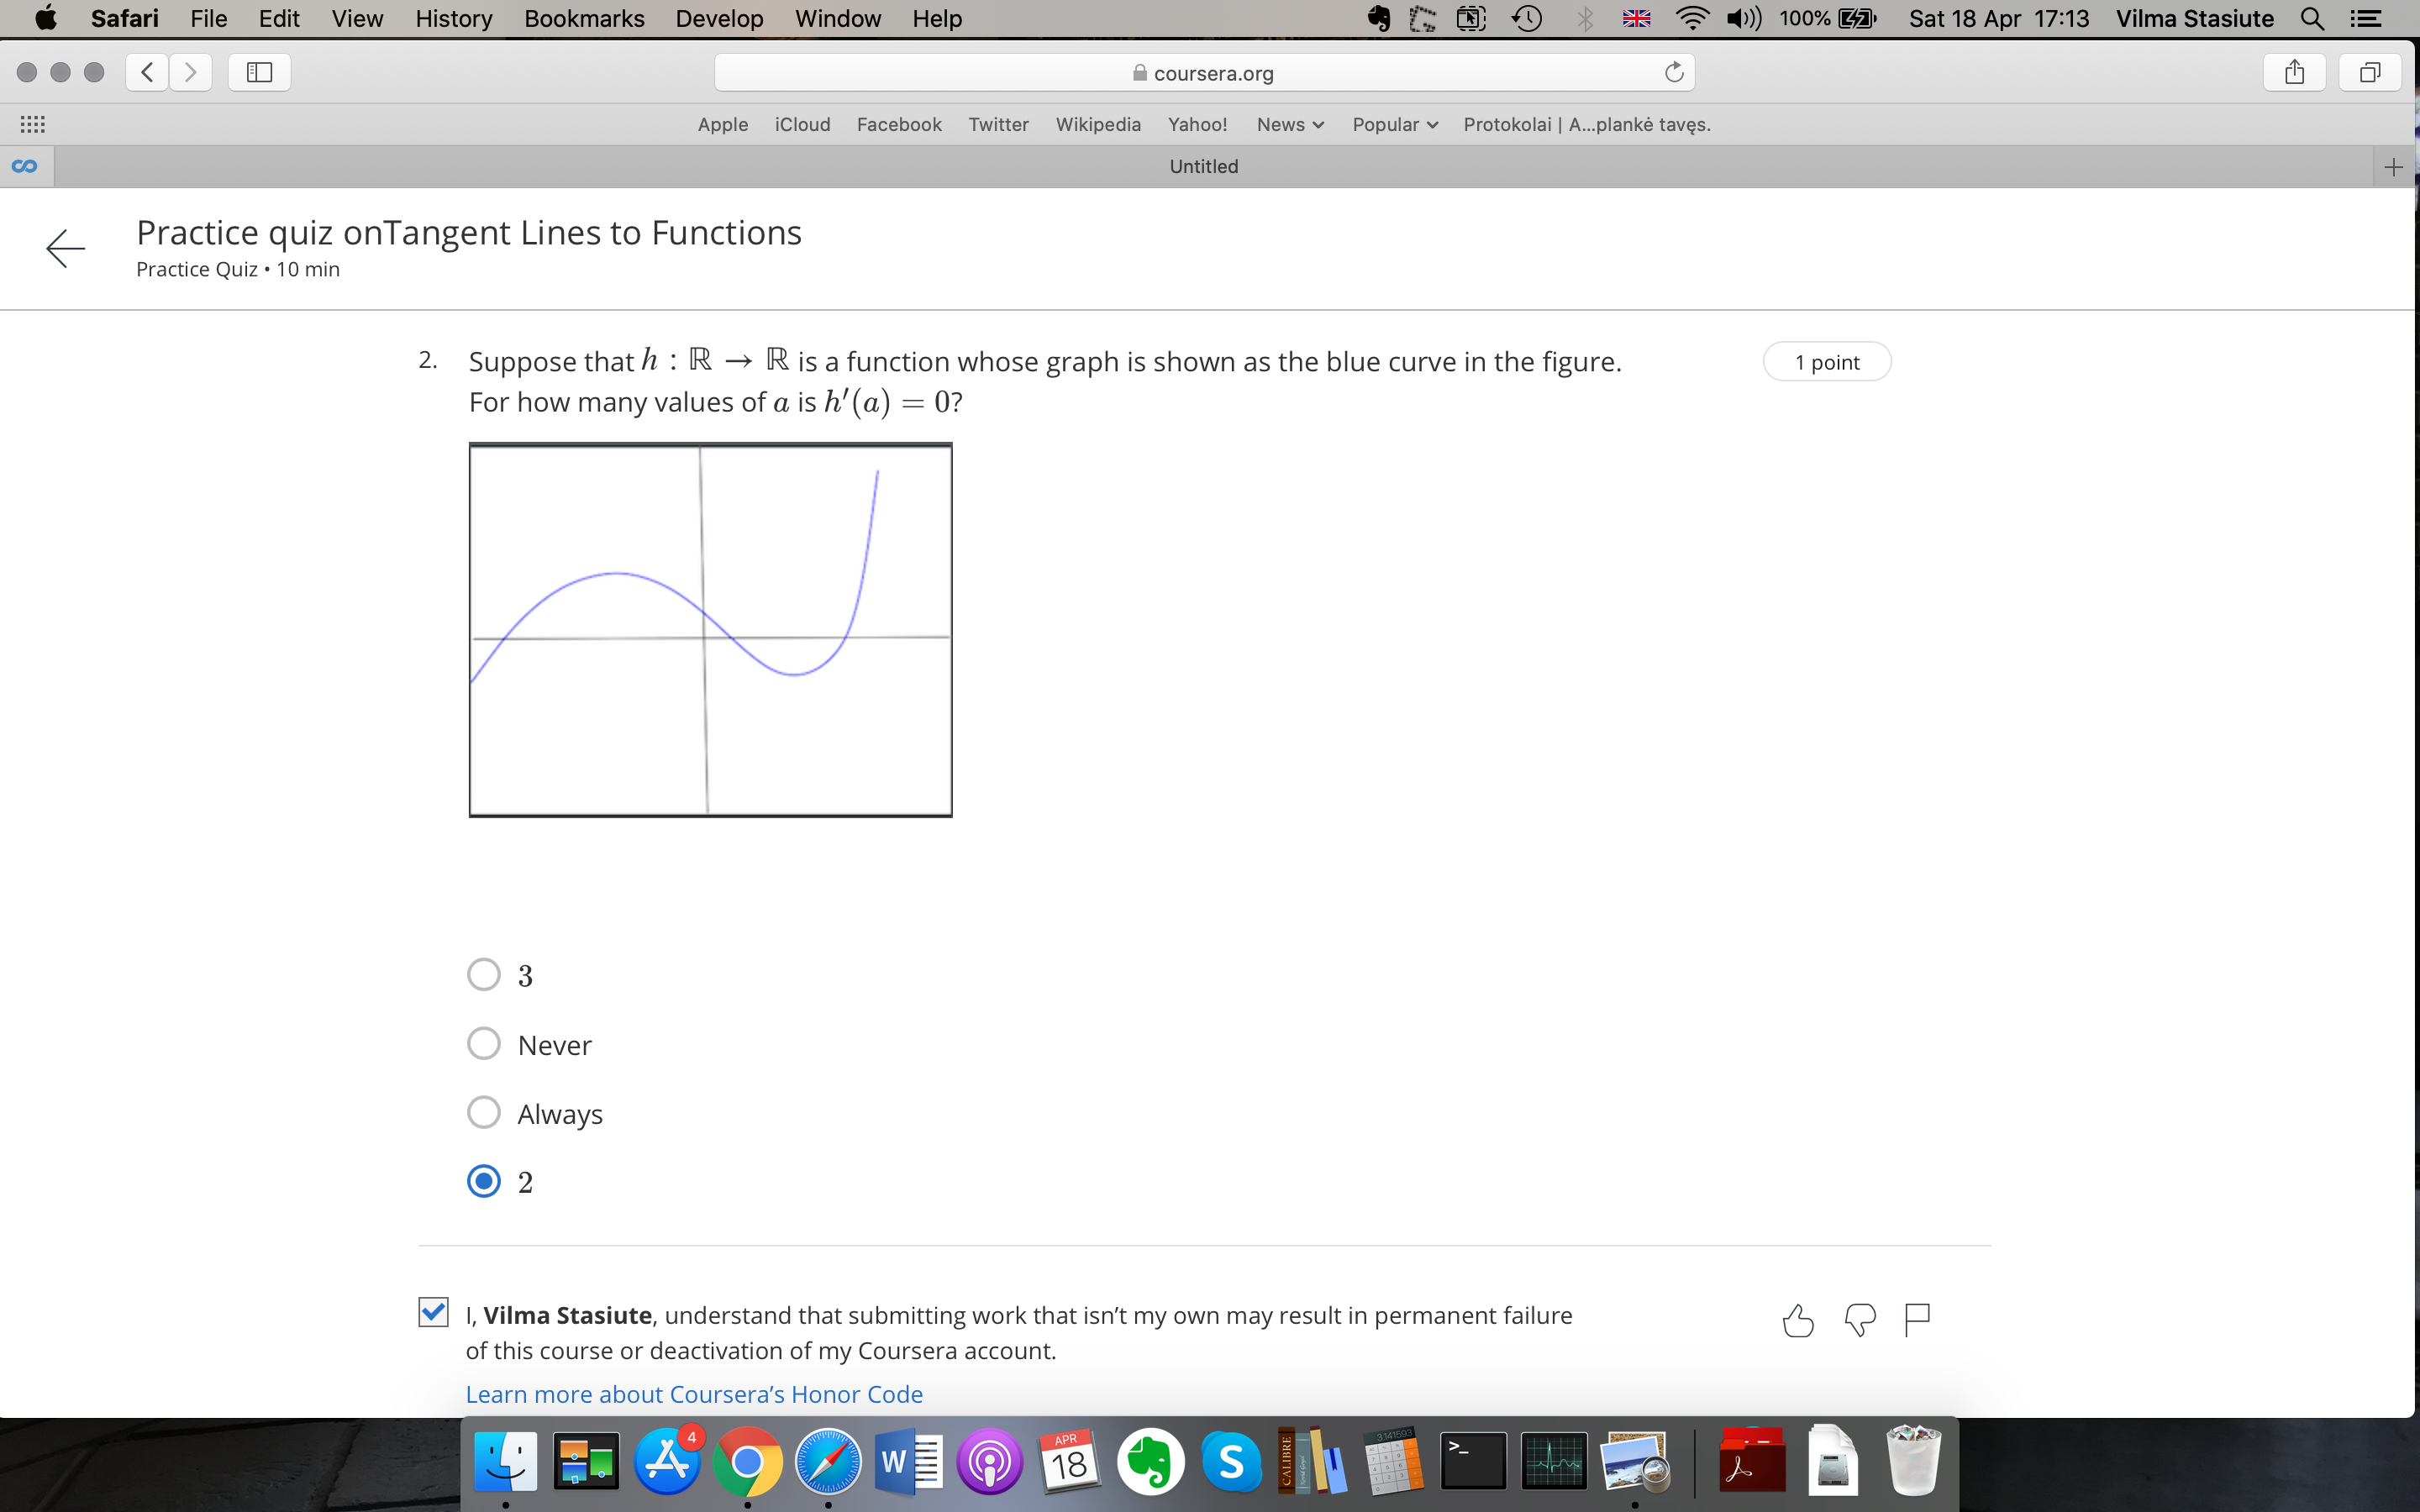 Safari File Edit View History Bookmarks Develop Window Help 100% Sat 18 Apr 17:13 Vilma Stasiute
coursera.org
Apple iCloud Facebook Twitter Wikipedia Yahoo! News Popular Protokolai | A...plankė tavęs.
Untitled
Practice quiz onTangent Lines to Functions
Practice Quiz • 10 min
2. Suppose that h : ℝ → ℝ is a function whose graph is shown as the blue curve in the figure. 1 point
For how many values of a is h′(a) = 0?
3
Never
Always
2
I, Vilma Stasiute, understand that submitting work that isn't my own may result in permanent failure
of this course or deactivation of my Coursera account.
Learn more about Coursera's Honor Code
4
W
APR
18
S
CALIBRE
3.141593
>_